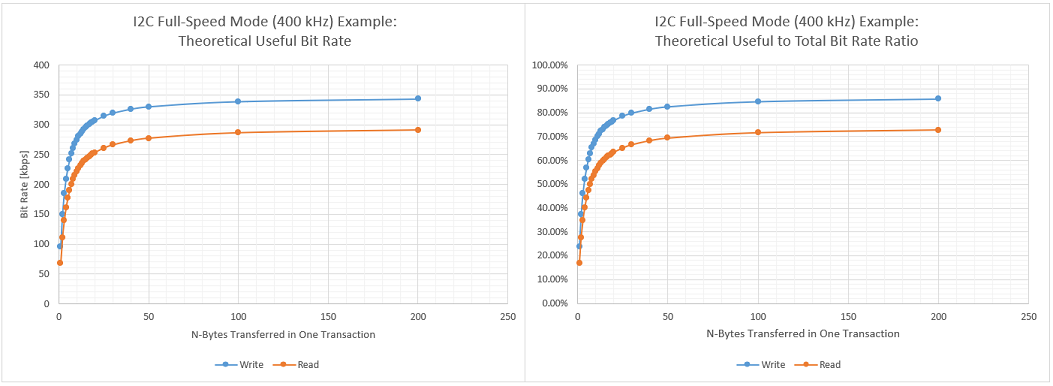 I2C Full-Speed Mode (400 kHz) Example:
Theoretical Useful Bit Rate
400
350
300
250
200
150
100
50
0
Bit Rate [kbps]
0 50 100 150 200 250
N-Bytes Transferred in One Transaction
Write Read
I2C Full-Speed Mode (400 kHz) Example:
Theoretical Useful to Total Bit Rate Ratio
100.00%
90.00%
80.00%
70.00%
60.00%
50.00%
40.00%
30.00%
20.00%
10.00%
0.00%
0 50 100 150 200 250
N-Bytes Transferred in One Transaction
Write Read